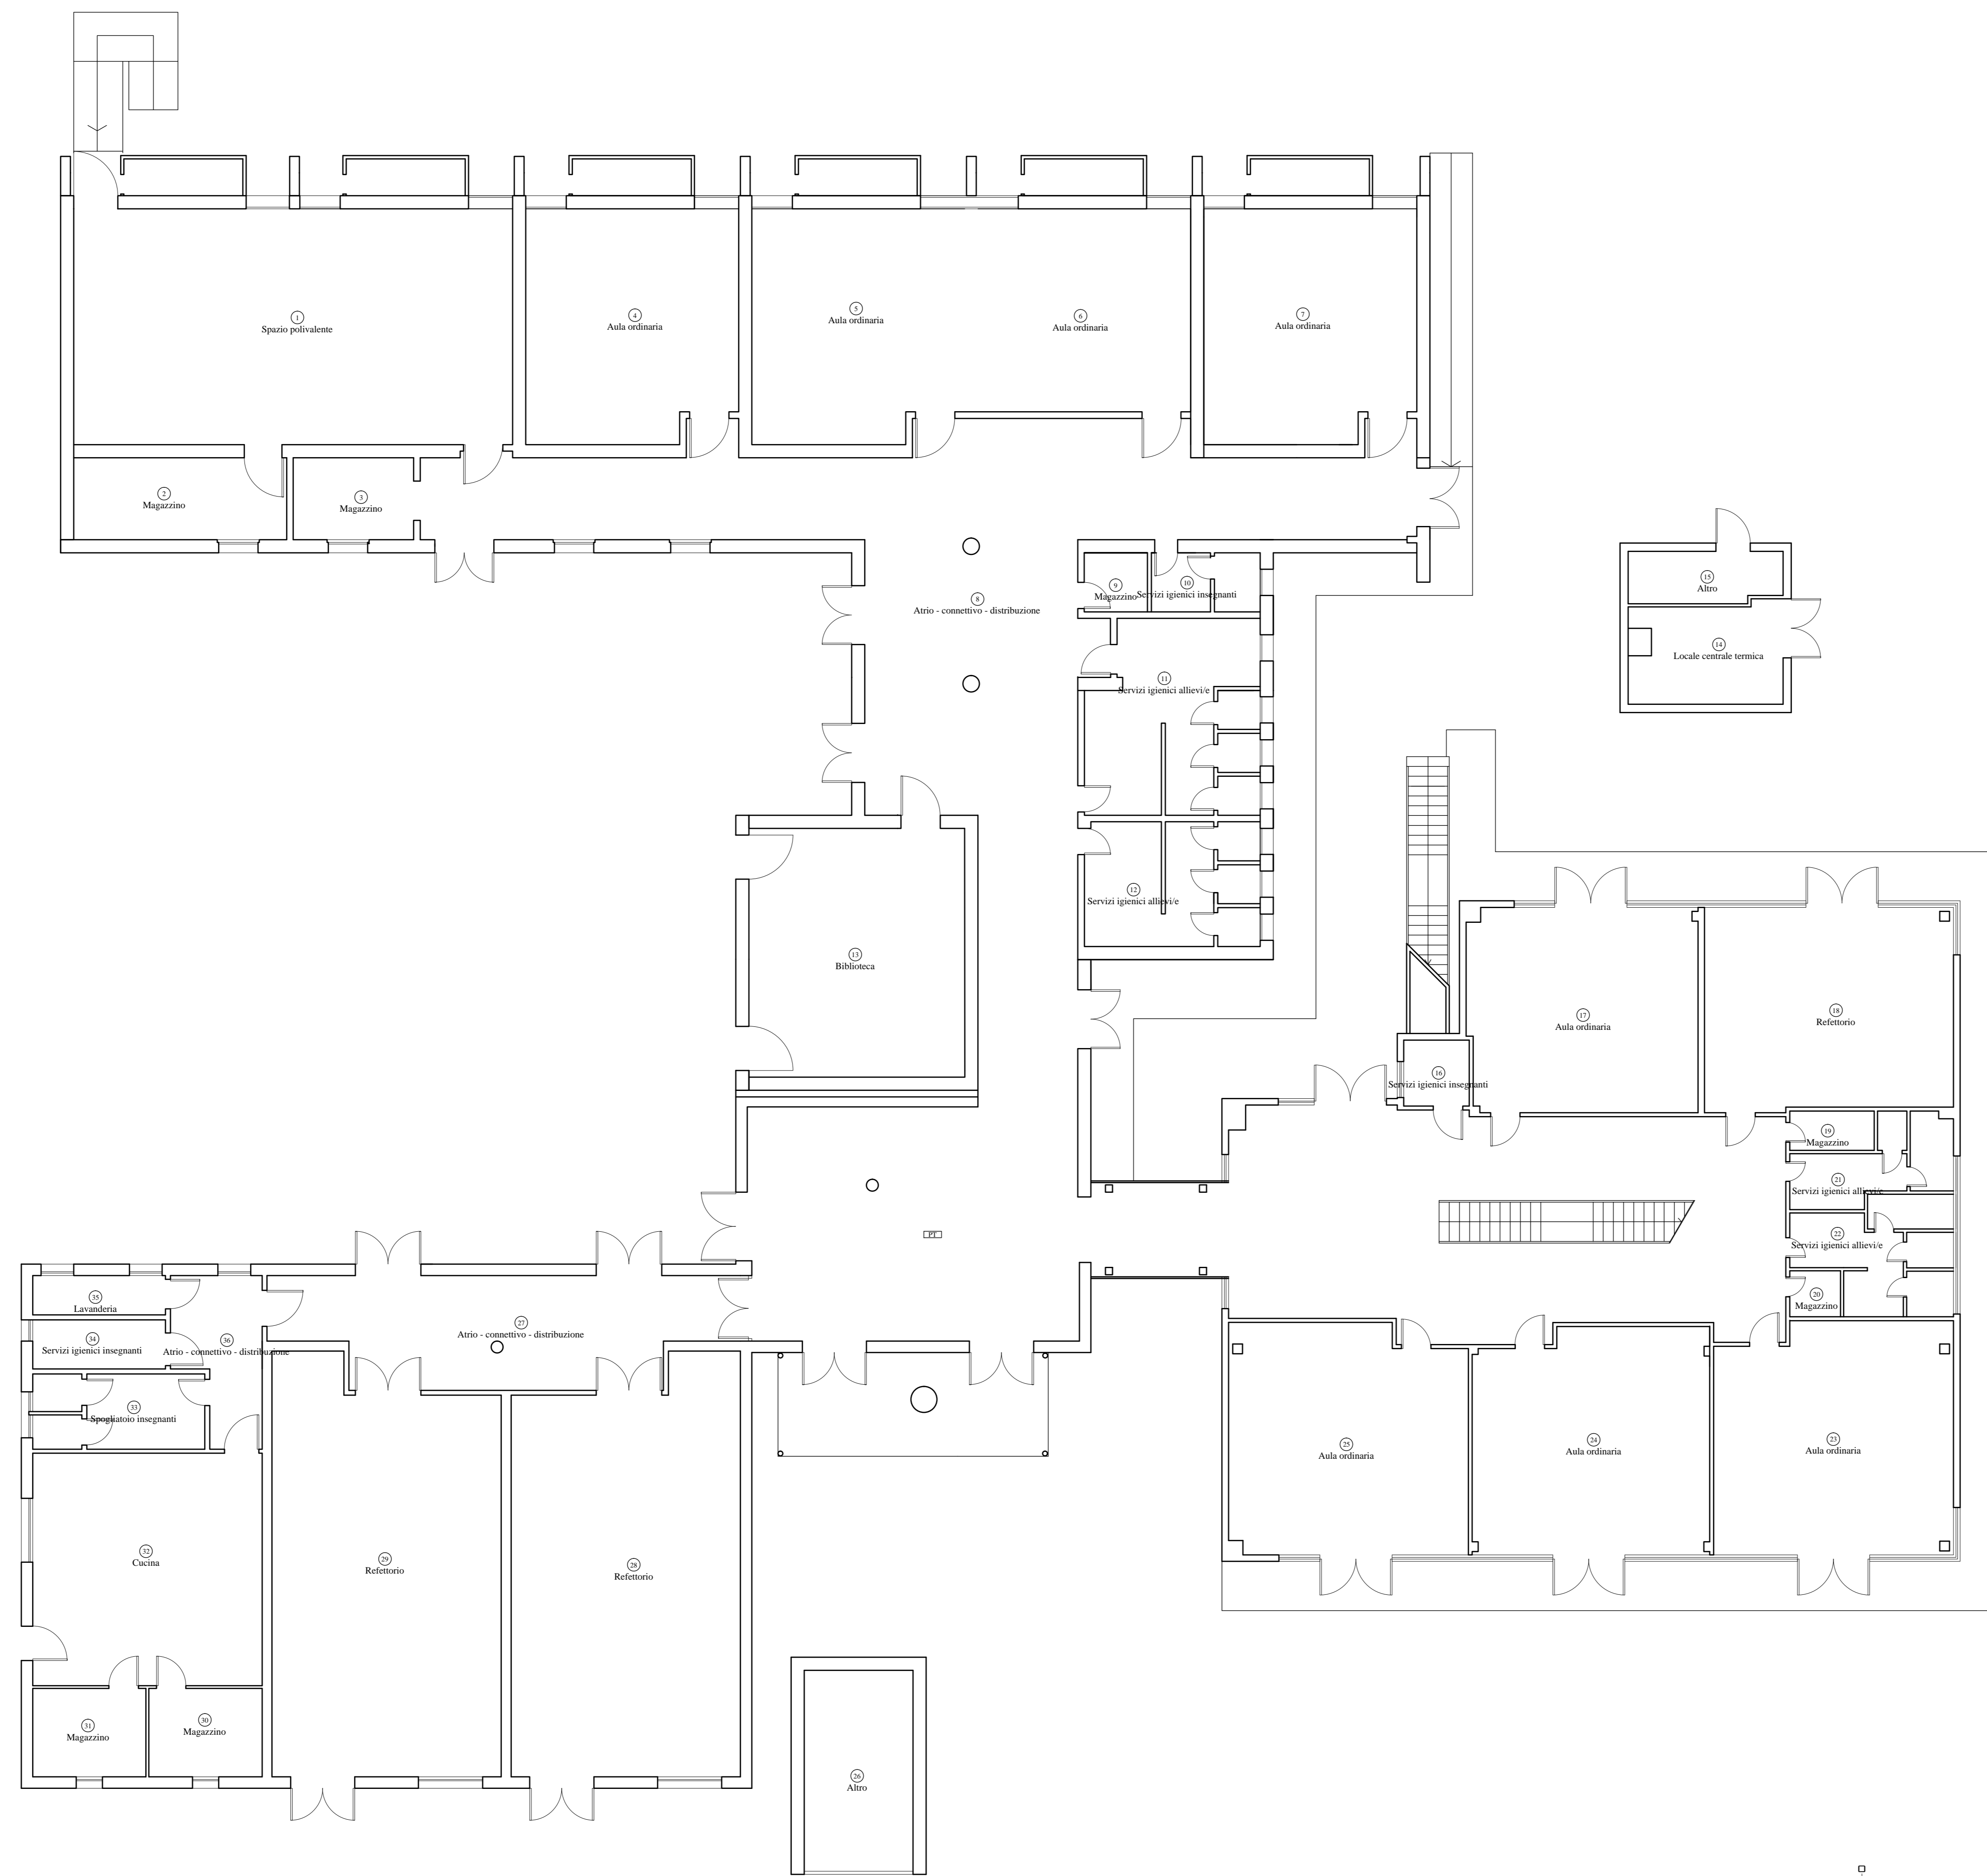 1
Spazio polivalente
4
Aula ordinaria
5
Aula ordinaria
6
Aula ordinaria
7
Aula ordinaria
2
Magazzino
3
Magazzino
8
Atrio - connettivo - distribuzione
9
Magazzino
10
Servizi igienici insegnanti
15
Altro
14
Locale centrale termica
11
Servizi igienici allievi/e
12
Servizi igienici allievi/e
13
Biblioteca
17
Aula ordinaria
18
Refettorio
16
Servizi igienici insegnanti
19
Magazzino
21
Servizi igienici allievi/e
22
Servizi igienici allievi/e
20
Magazzino
PT
35
Lavanderia
34
Servizi igienici insegnanti
36
Atrio - connettivo - distribuzione
27
Atrio - connettivo - distribuzione
33
Spogliatoio insegnanti
25
Aula ordinaria
24
Aula ordinaria
23
Aula ordinaria
32
Cucina
29
Refettorio
28
Refettorio
31
Magazzino
30
Magazzino
26
Altro